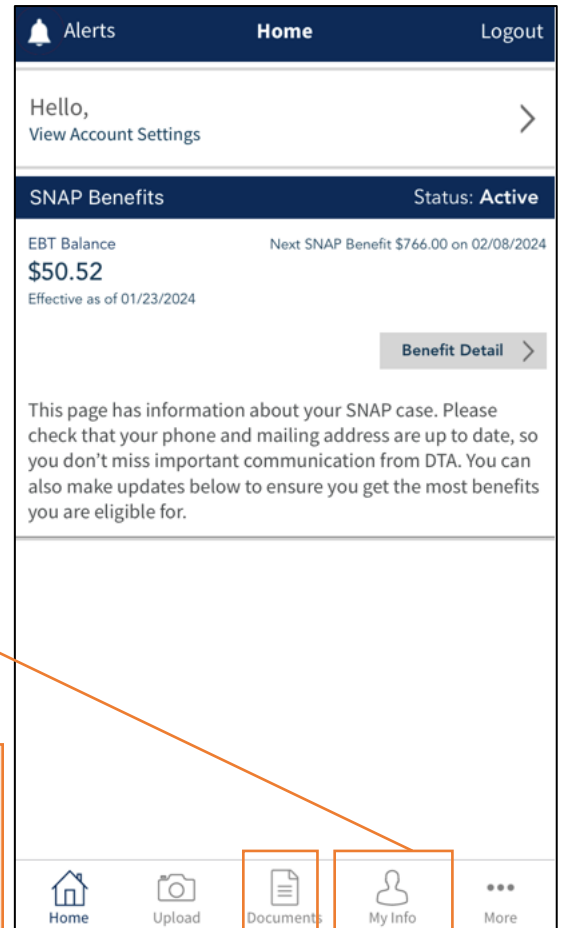 Alerts Home Logout
Hello,
View Account Settings
SNAP Benefits Status: Active
EBT Balance Next SNAP Benefit $766.00 on 02/08/2024
$50.52
Effective as of 01/23/2024
Benefit Detail
This page has information about your SNAP case. Please
check that your phone and mailing address are up to date, so
you don't miss important communication from DTA. You can
also make updates below to ensure you get the most benefits
you are eligible for.
Home Upload Documents My Info More